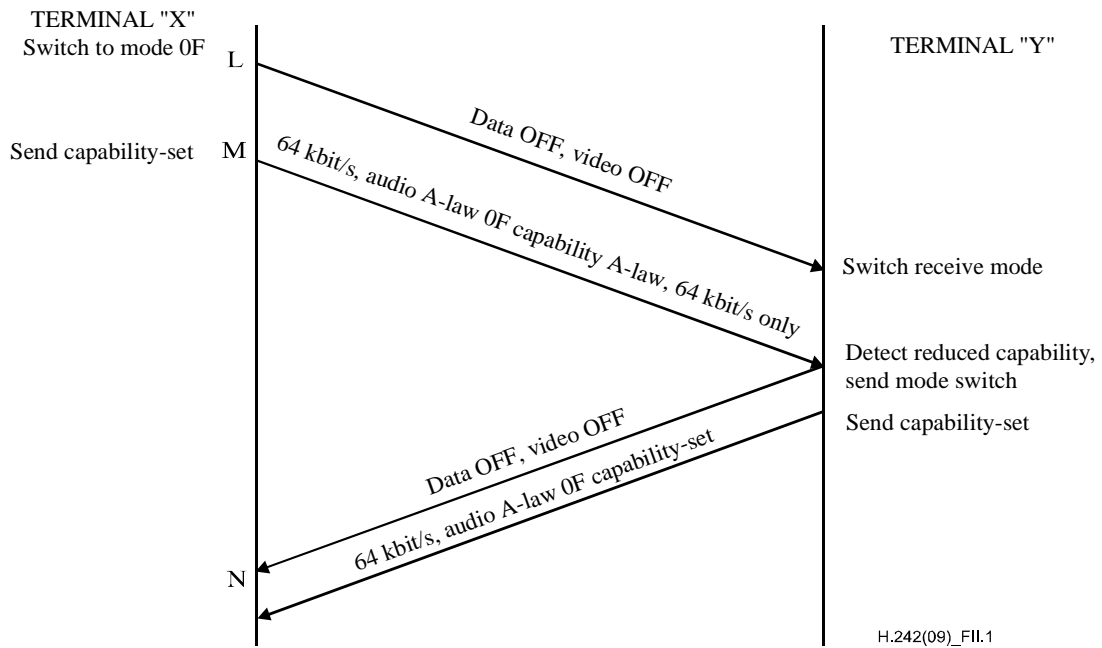 TERMINAL "X"
Switch to mode 0F
TERMINAL "Y"
L
Data OFF, video OFF
Send capability-set
M
64 kbit/s, audio A-law 0F capability A-law, 64 kbit/s only
Switch receive mode
Detect reduced capability,
send mode switch
Send capability-set
Data OFF, video OFF
64 kbit/s, audio A-law 0F capability-set
N
H.242(09)_FII.1